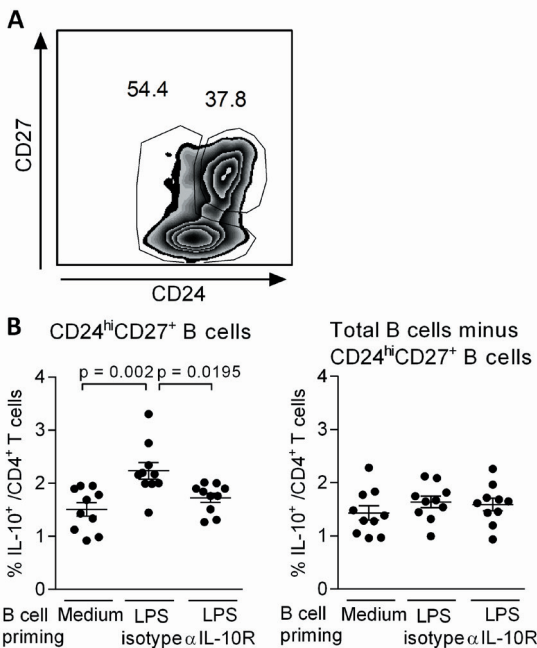 A
54.4
37.8
CD27
CD24
B
CD24hiCD27+ B cells
p = 0.002
p = 0.0195
% IL-10+ /CD4+ T cells
4
3
2
1
0
B cell priming
Medium
LPS isotype
LPS αIL-10R
Total B cells minus
CD24hiCD27+ B cells
% IL-10+ /CD4+ T cells
4
3
2
1
0
B cell priming
Medium
LPS isotype
LPS αIL-10R